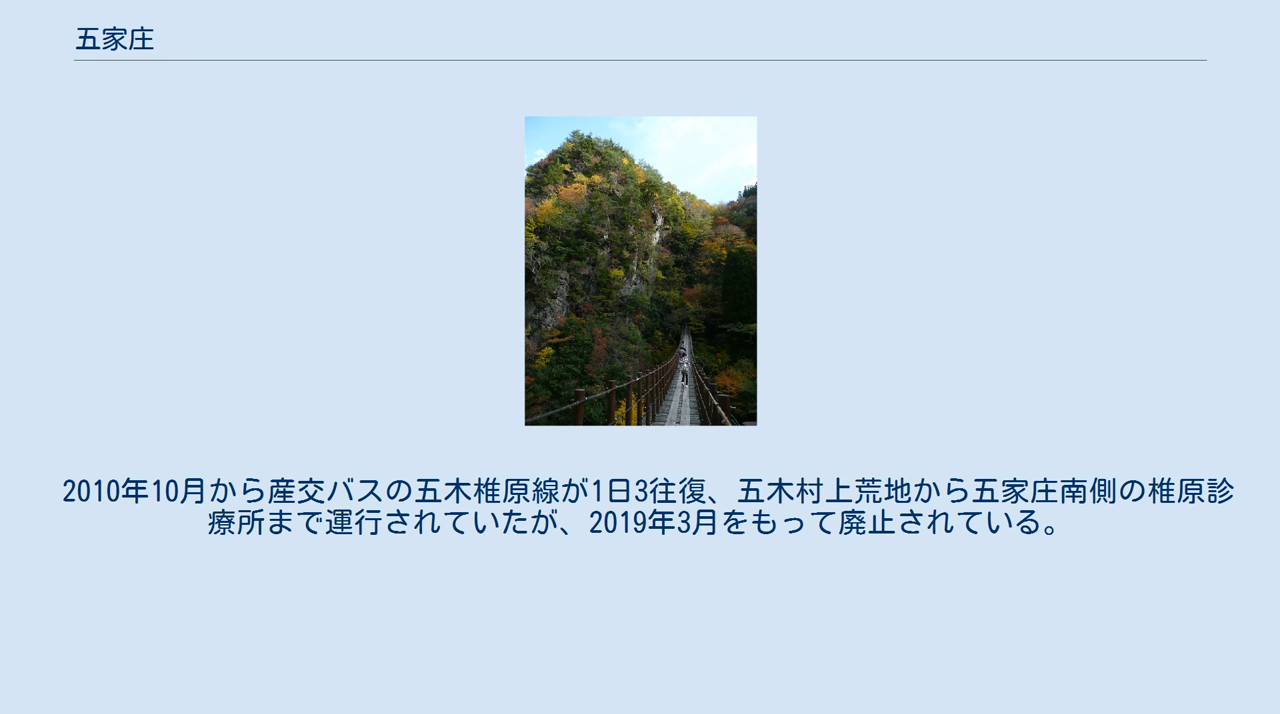 五家庄
2010年10月から産交バスの五木椎原線が1日3往復、五木村上荒地から五家庄南側の椎原診
療所まで運行されていたが、2019年3月をもって廃止されている。